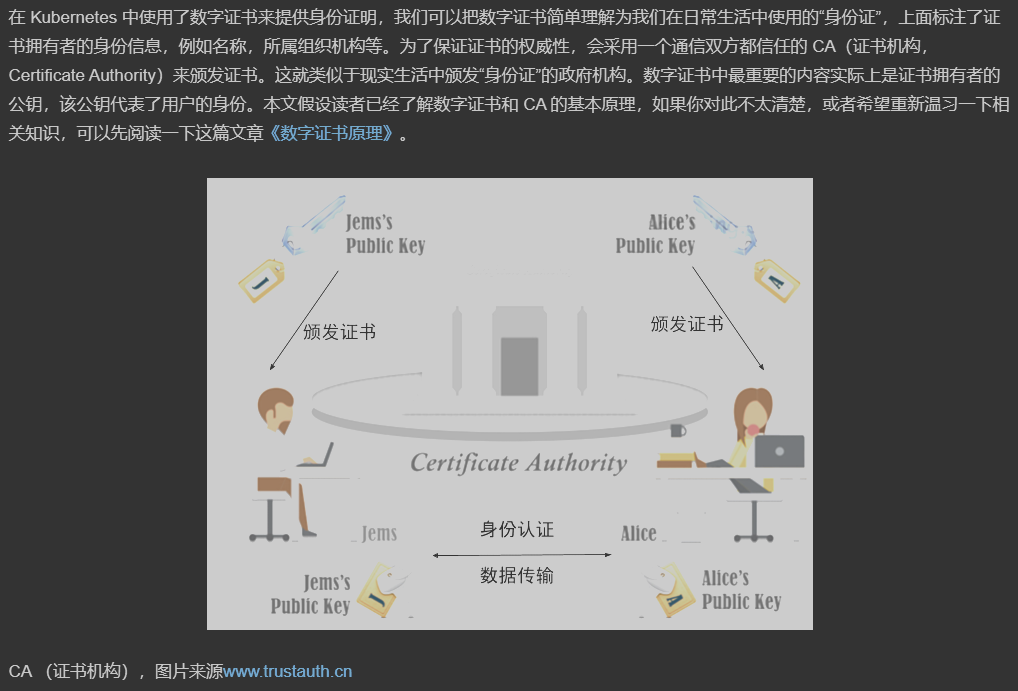 在 Kubernetes 中使用了数字证书来提供身份证明，我们可以把数字证书简单理解为我们在日常生活中使用的“身份证”，上面标注了证
书拥有者的身份信息，例如名称，所属组织机构等。为了保证证书的权威性，会采用一个通信双方都信任的 CA（证书机构，
Certificate Authority）来颁发证书。这就类似于现实生活中颁发“身份证”的政府机构。数字证书中最重要的内容实际上是证书拥有者的
公钥，该公钥代表了用户的身份。本文假设读者已经了解数字证书和 CA 的基本原理，如果你对此不太清楚，或者希望重新温习一下相
关知识，可以先阅读一下这篇文章《数字证书原理》。
Jems's
Public Key
Alice's
Public Key
J
A
颁发证书
颁发证书
Certificate Authority
Jems
身份认证
Alice
数据传输
Jems's
Public Key
J
A
Alice's
Public Key
CA （证书机构），图片来源www.trustauth.cn